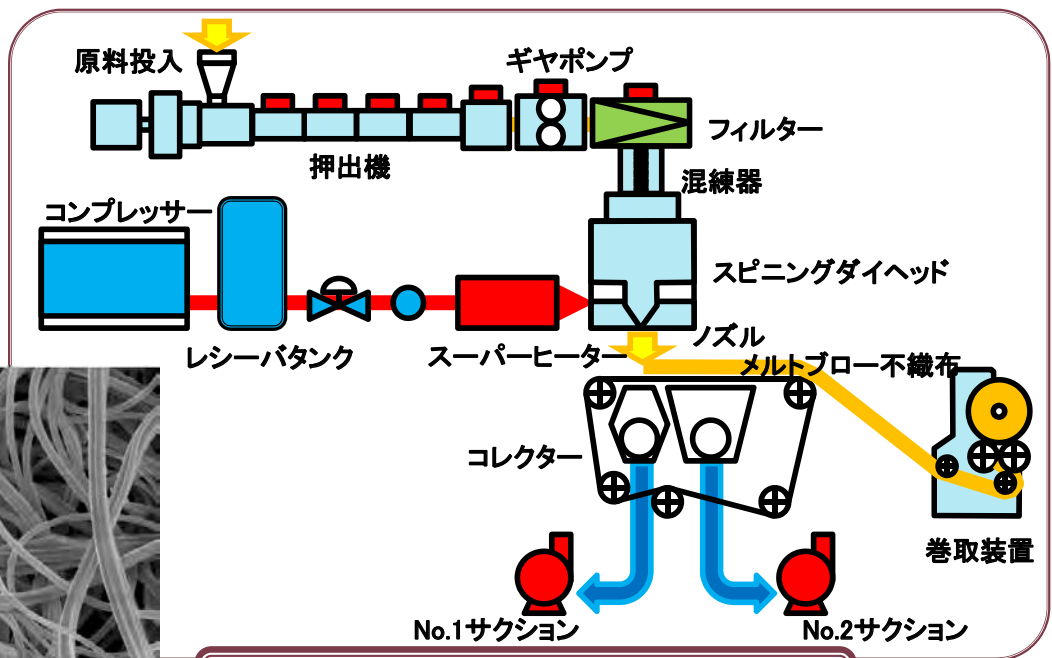 原料投入
ギヤポンプ
フィルター
押出機
混練器
コンプレッサー
スピニングダイヘッド
レシーバタンク
スーパーヒーター
ノズル
メルトブロー不織布
コレクター
巻取装置
No.1サクション
No.2サクション